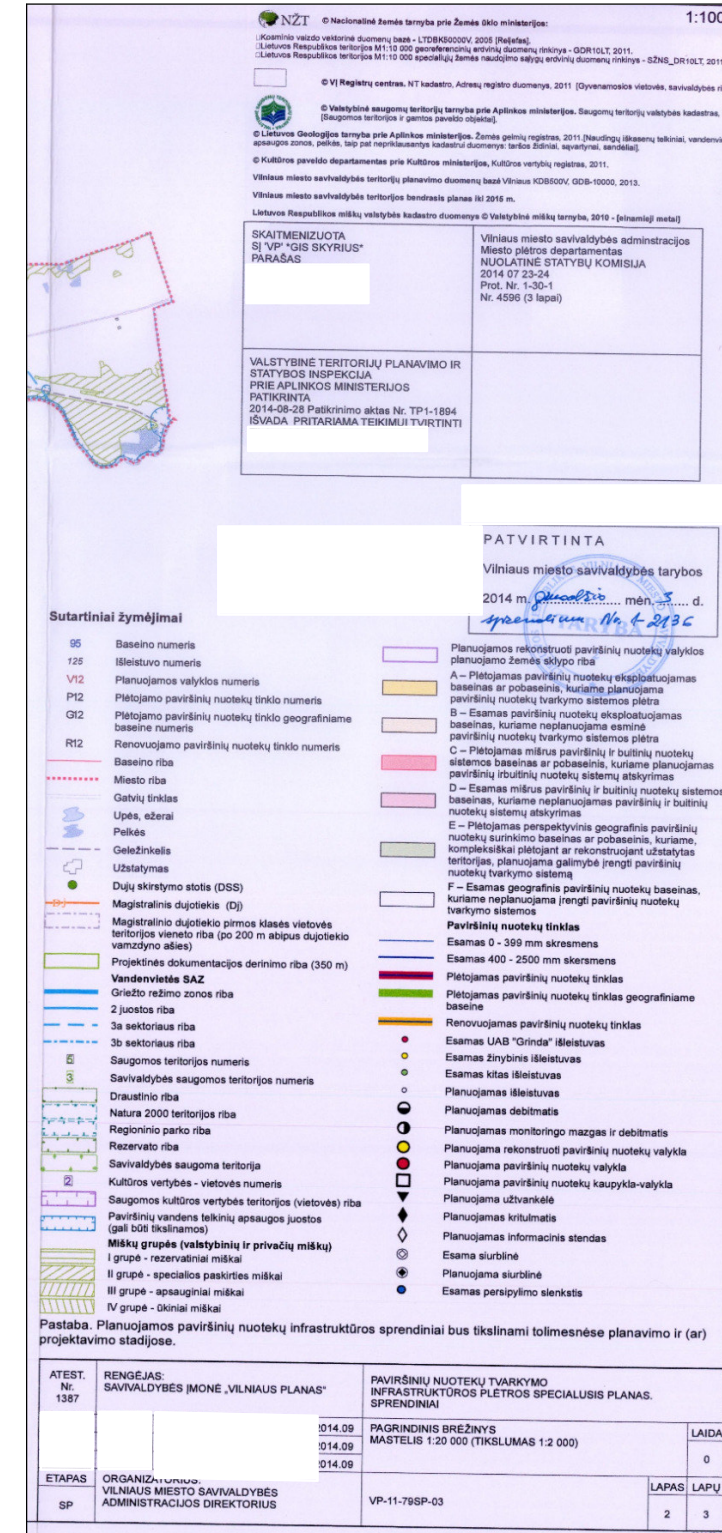 NŽT © Nacionalinė žemės tarnyba prie Žemės ūkio ministerijos:
1:100
Kosminio vaizdo vektorinė duomenų bazė - LTDBK50000V, 2005 [Reljefas],
Lietuvos Respublikos teritorijos M1:10 000 georeferencinių erdvinių duomenų rinkinys - GDR10LT, 2011.
Lietuvos Respublikos teritorijos M1:10 000 specialiųjų žemės naudojimo sąlygų erdvinių duomenų rinkinys - SŽNS_DR10LT, 2011
© VĮ Registrų centras. NT kadastro, Adresų registro duomenys, 2011 [Gyvenamosios vietovės, savivaldybės
© Valstybinė saugomų teritorijų tarnyba prie Aplinkos ministerijos. Saugomų teritorijų valstybės kadastras,
[Saugomos teritorijos ir gamtos paveldo objektai].
© Lietuvos Geologijos tarnyba prie Aplinkos ministerijos. Žemės gelmių registras, 2011.[Naudingų iškasenų telkiniai,
apsaugos zonos, pelkės, taip pat nepriklausantys kadastrui duomenys: taršos židiniai, sąvartynai, sandėliai].
© Kultūros paveldo departamentas prie Kultūros ministerijos, Kultūros vertybių registras, 2011.
Vilniaus miesto savivaldybės teritorijų planavimo duomenų bazė Vilniaus KDB500V, GDB-10000, 2013.
Vilniaus miesto savivaldybės teritorijos bendrasis planas iki 2015 m.
Lietuvos Respublikos miškų valstybės kadastro duomenys © Valstybinė miškų tarnyba, 2010 - [einamieji metai]
SKAITMENIZUOTA
SĮ "VP" "GIS SKYRIUS"
PARAŠAS
Vilniaus miesto savivaldybės adminstracijos
Miesto plėtros departamentas
NUOLATINĖ STATYBŲ KOMISIJA
2014 07 23-24
Prot. Nr. 1-30-1
Nr. 4596 (3 lapai)
VALSTYBINĖ TERITORIJŲ PLANAVIMO IR
STATYBOS INSPEKCIJA
PRIE APLINKOS MINISTERIJOS
PATIKRINTA
2014-08-28 Patikrinimo aktas Nr. TP1-1894
IŠVADA PRITARIAMA TEIKIMUI TVIRTINTI
PATVIRTINTA
Vilniaus miesto savivaldybės tarybos
2014 m. gruodžio mėn. 3 d.
sprendimu No. 1-2136
TARYBA
Sutartiniai žymėjimai
95 Baseino numeris
125 Išleistuvo numeris
V12 Planuojamos valyklos numeris
P12 Plėtojamo paviršinių nuotekų tinklo numeris
G12 Plėtojamo paviršinių nuotekų tinklo geografiniame
baseine numeris
R12 Renovuojamo paviršinių nuotekų tinklo numeris
Baseino riba
Miesto riba
Gatvių tinklas
Upės, ežerai
Pelkės
Geležinkelis
Užstatymas
Dujų skirstymo stotis (DSS)
Dj Magistralinis dujotiekis (Dj)
Magistralinio dujotiekio pirmos klasės vietovės
teritorijos vieneto riba (po 200 m abipus dujotiekio
vamzdyno ašies)
Projektinės dokumentacijos derinimo riba (350 m)
Vandenvietės SAZ
Griežto režimo zonos riba
2 juostos riba
3a sektoriaus riba
3b sektoriaus riba
5 Saugomos teritorijos numeris
3 Savivaldybės saugomos teritorijos numeris
Draustinio riba
Natura 2000 teritorijos riba
Regioninio parko riba
Rezervato riba
Savivaldybės saugoma teritorija
2 Kultūros vertybės - vietovės numeris
Saugomos kultūros vertybės teritorijos (vietovės) riba
Paviršinių vandens telkinių apsaugos juostos
(gali būti tikslinamos)
Miškų grupės (valstybinių ir privačių miškų)
I grupė - rezervatiniai miškai
II grupė - specialios paskirties miškai
III grupė - apsauginiai miškai
IV grupė - ūkiniai miškai
Planuojamos rekonstruoti paviršinių nuotekų valyklos
planuojamo žemės sklypo riba
A – Plėtojamas paviršinių nuotekų eksploatuojamas
baseinas ar pobaseinis, kuriame planuojama
paviršinių nuotekų tvarkymo sistemos plėtra
B – Esamas paviršinių nuotekų eksploatuojamas
baseinas, kuriame neplanuojama esminė
paviršinių nuotekų tvarkymo sistemos plėtra
C – Plėtojamas mišrus paviršinių ir buitinių nuotekų
sistemos baseinas ar pobaseinis, kuriame planuojamas
paviršinių irbuitinių nuotekų sistemų atskyrimas
D – Esamas mišrus paviršinių ir buitinių nuotekų sistemos
baseinas, kuriame neplanuojamas paviršinių ir buitinių
nuotekų sistemų atskyrimas
E – Plėtojamas perspektyvinis geografinis paviršinių
nuotekų surinkimo baseinas ar pobaseinis, kuriame,
kompleksiškai plėtojant ar rekonstruojant užstatytas
teritorijas, planuojama galimybė įrengti paviršinių
nuotekų tvarkymo sistemą
F – Esamas geografinis paviršinių nuotekų baseinas,
kuriame neplanuojama įrengti paviršinių nuotekų
tvarkymo sistemos
Paviršinių nuotekų tinklas
Esamas 0 - 399 mm skresmens
Esamas 400 - 2500 mm skersmens
Plėtojamas paviršinių nuotekų tinklas
Plėtojamas paviršinių nuotekų tinklas geografiniame
baseine
Renovuojamas paviršinių nuotekų tinklas
Esamas UAB "Grinda" išleistuvas
Esamas žinybinis išleistuvas
Esamas kitas išleistuvas
Planuojamas išleistuvas
Planuojamas debitmatis
Planuojamas monitoringo mazgas ir debitmatis
Planuojama rekonstruoti paviršinių nuotekų valykla
Planuojama paviršinių nuotekų valykla
Planuojama paviršinių nuotekų kaupykla-valykla
Planuojama užtvankėlė
Planuojamas kritulmatis
Planuojamas informacinis stendas
Esama siurblinė
Planuojama siurblinė
Esamas persipylimo slenkstis
Pastaba. Planuojamos paviršinių nuotekų infrastruktūros sprendiniai bus tikslinami tolimesnėse planavimo ir (ar)
projektavimo stadijose.
ATEST.
Nr.
1387
RENGĖJAS:
SAVIVALDYBĖS ĮMONĖ „VILNIAUS PLANAS"
PAVIRŠINIŲ NUOTEKŲ TVARKYMO
INFRASTRUKTŪROS PLĖTROS SPECIALUSIS PLANAS.
SPRENDINIAI
2014.09
2014.09
2014.09
PAGRINDINIS BRĖŽINYS
MASTELIS 1:20 000 (TIKSLUMAS 1:2 000)
LAIDA
0
ETAPAS
SP
ORGANIZATORIUS:
VILNIAUS MIESTO SAVIVALDYBĖS
ADMINISTRACIJOS DIREKTORIUS
VP-11-79SP-03
LAPAS LAPŲ
2 3